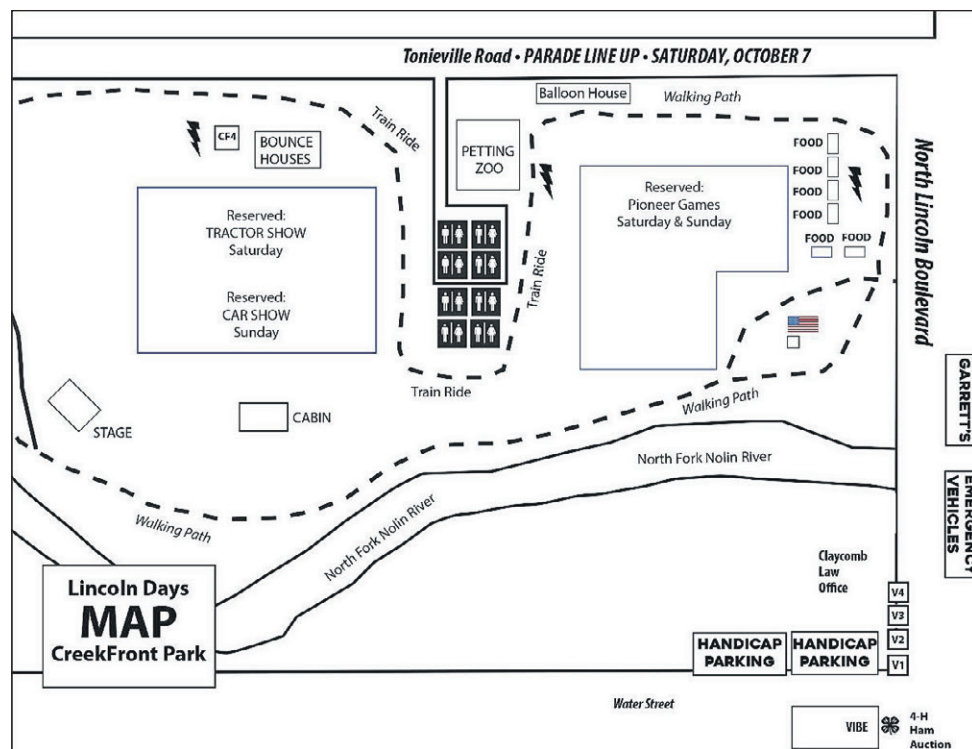 Tonieville Road • PARADE LINE UP • SATURDAY, OCTOBER 7
Balloon House
Walking Path
Train Ride
CF4
BOUNCE
HOUSES
PETTING
ZOO
FOOD
FOOD
FOOD
FOOD
FOOD
FOOD
North Lincoln Boulevard
Reserved:
TRACTOR SHOW
Saturday
Reserved:
CAR SHOW
Sunday
Reserved:
Pioneer Games
Saturday & Sunday
Train Ride
Train Ride
STAGE
CABIN
Walking Path
GARRETT'S
North Fork Nolin River
North Fork Nolin River
Walking Path
EMERGENCY
VEHICLES
Claycomb
Law
Office
V4
V3
V2
V1
Lincoln Days
MAP
CreekFront Park
HANDICAP
PARKING
HANDICAP
PARKING
Water Street
VIBE
4-H
Ham
Auction